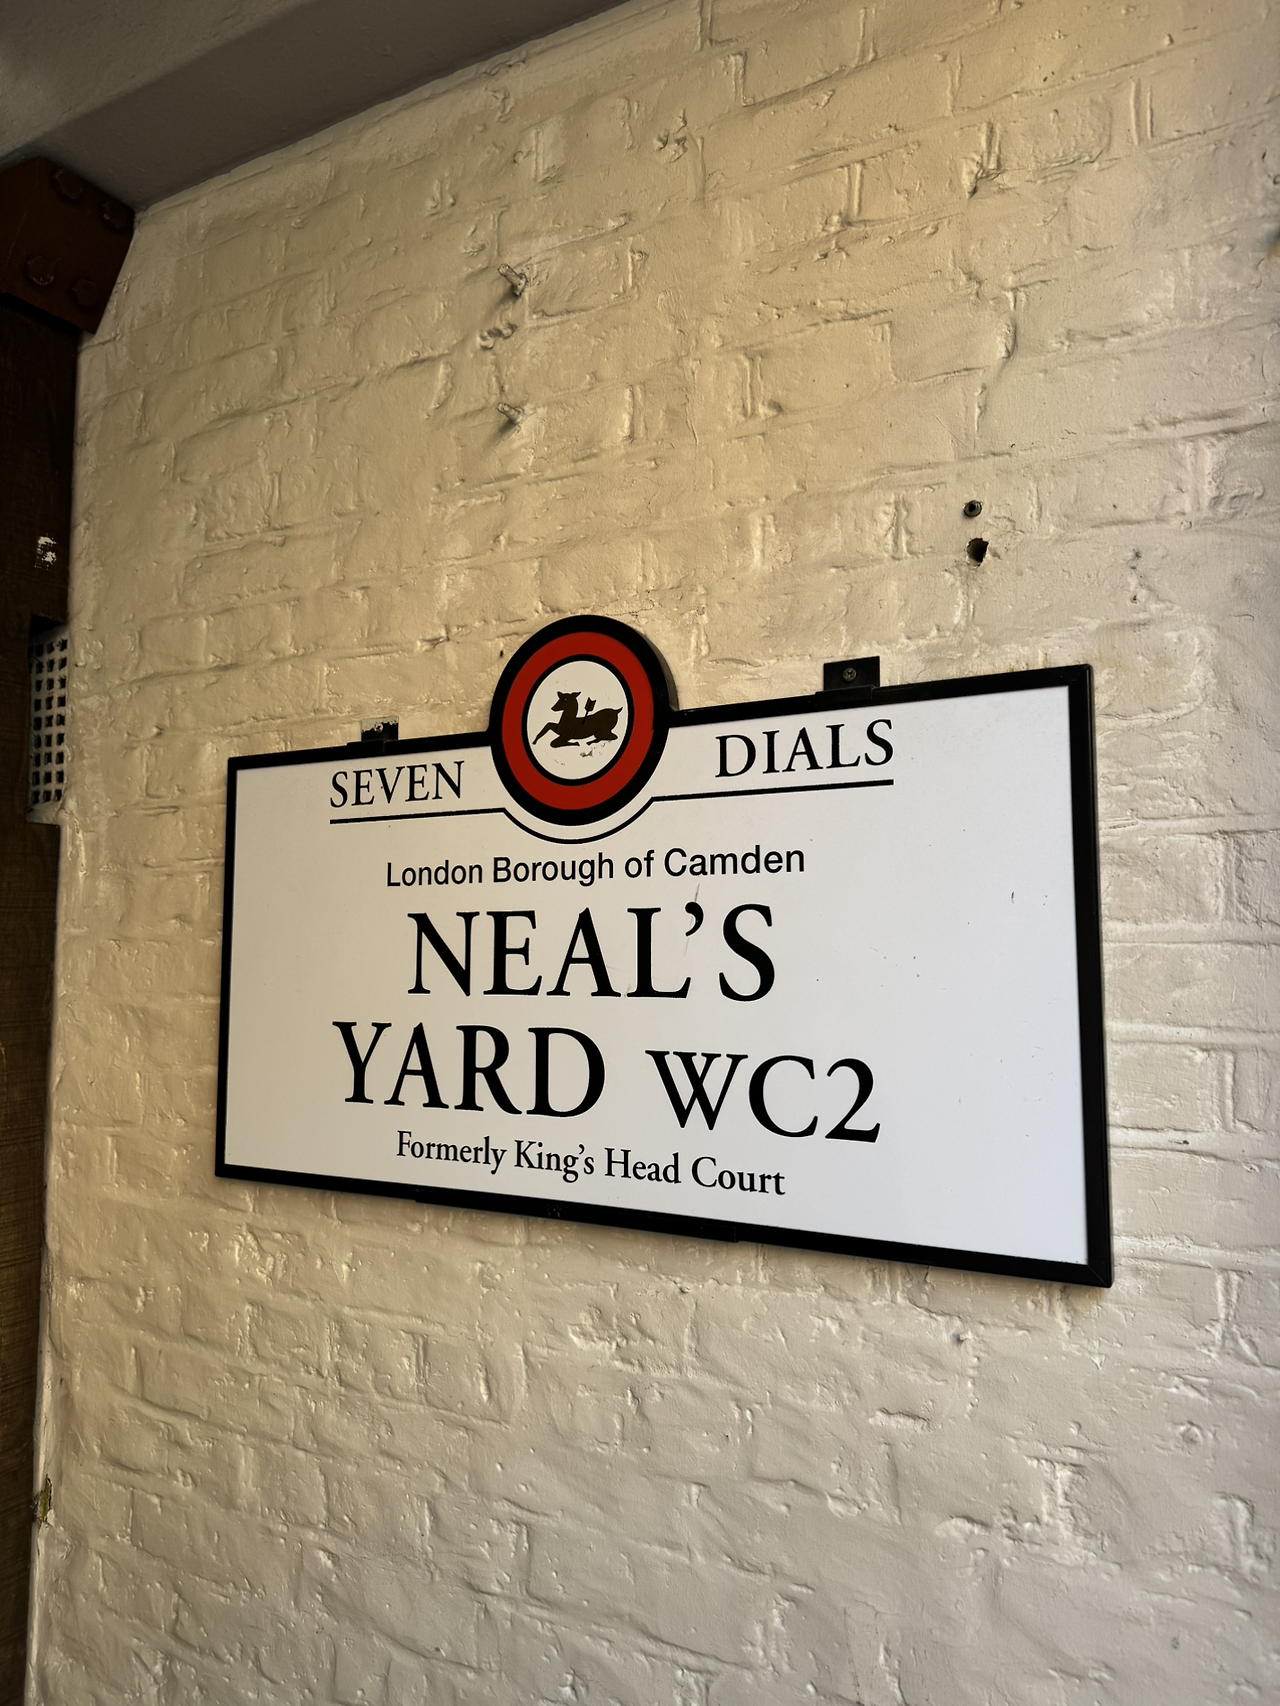 SEVEN DIALS
London Borough of Camden
NEAL’S
YARD WC2
Formerly King’s Head Court